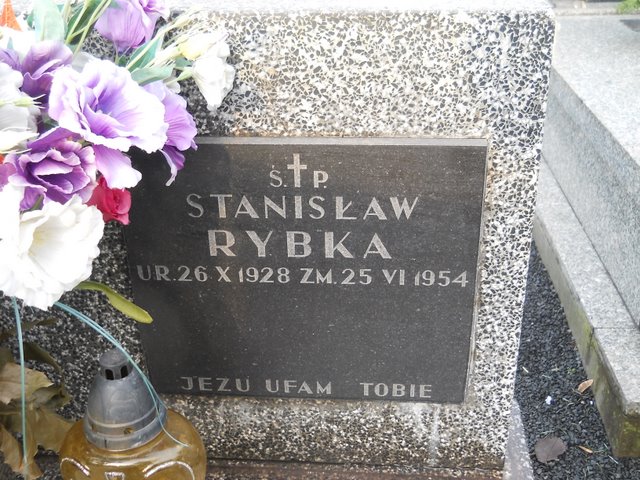 Ś.†P.
STANISŁAW
RYBKA
UR.26 X 1928 ZM.25 VI 1954
JEZU UFAM TOBIE